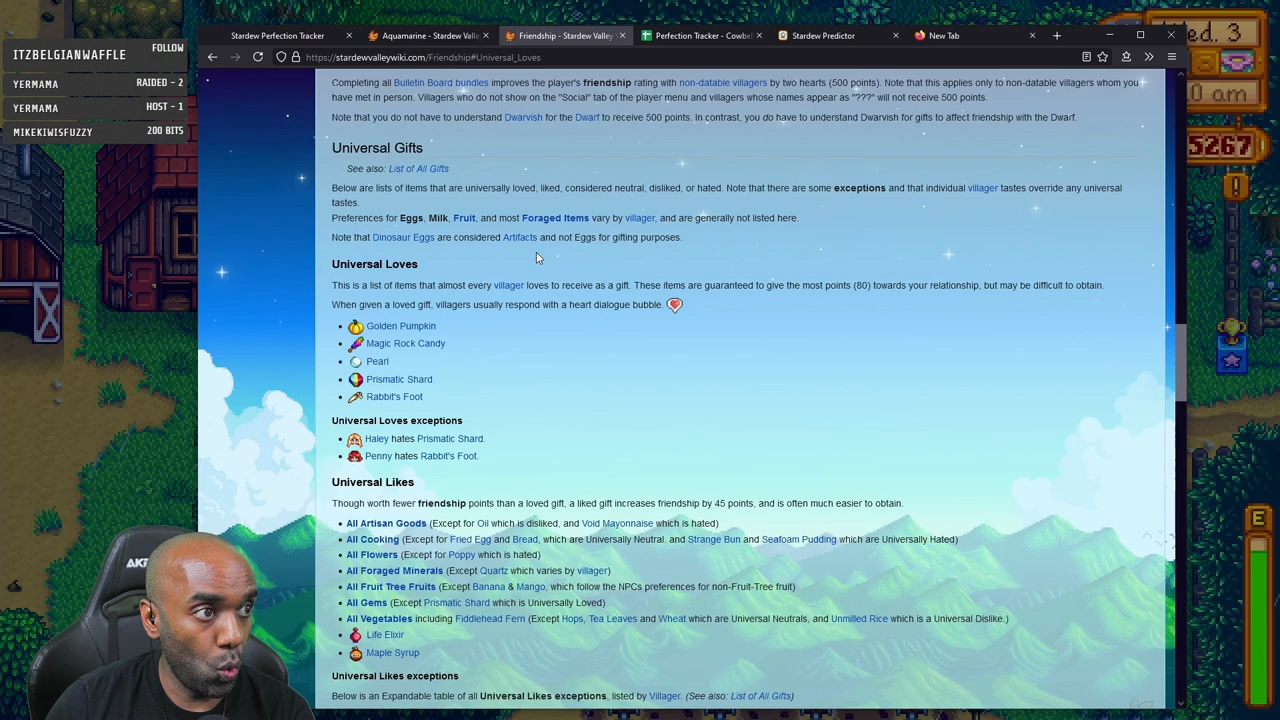 ITZBELGIANWAFFLE FOLLOW
YERMAMA RAIDED - 2
YERMAMA HOST - 1
MIKEKIWISFUZZY 200 BITS
Stardew Perfection Tracker
Aquamarine - Stardew Vall
Friendship - Stardew Valley
Perfection Tracker - Cowbel
Stardew Predictor
New Tab
https://stardewvalleywiki.com/Friendship#Universal_Loves
ed. 3
0 am
5267
E
Completing all Bulletin Board bundles improves the player's friendship rating with non-datable villagers by two hearts (500 points). Note that this applies only to non-datable villagers whom you
have met in person. Villagers who do not show on the "Social" tab of the player menu and villagers whose names appear as "???" will not receive 500 points.
Note that you do not have to understand Dwarvish for the Dwarf to receive 500 points. In contrast, you do have to understand Dwarvish for gifts to affect friendship with the Dwarf.
Universal Gifts
See also: List of All Gifts
Below are lists of items that are universally loved, liked, considered neutral, disliked, or hated. Note that there are some exceptions and that individual villager tastes override any universal
tastes.
Preferences for Eggs, Milk, Fruit, and most Foraged Items vary by villager, and are generally not listed here.
Note that Dinosaur Eggs are considered Artifacts and not Eggs for gifting purposes.
Universal Loves
This is a list of items that almost every villager loves to receive as a gift. These items are guaranteed to give the most points (80) towards your relationship, but may be difficult to obtain.
When given a loved gift, villagers usually respond with a heart dialogue bubble.
Golden Pumpkin
Magic Rock Candy
Pearl
Prismatic Shard
Rabbit's Foot
Universal Loves exceptions
Haley hates Prismatic Shard.
Penny hates Rabbit's Foot.
Universal Likes
Though worth fewer friendship points than a loved gift, a liked gift increases friendship by 45 points, and is often much easier to obtain.
All Artisan Goods (Except for Oil which is disliked, and Void Mayonnaise which is hated)
All Cooking (Except for Fried Egg and Bread, which are Universally Neutral. and Strange Bun and Seafoam Pudding which are Universally Hated)
All Flowers (Except for Poppy which is hated)
All Foraged Minerals (Except Quartz which varies by villager)
All Fruit Tree Fruits (Except Banana & Mango, which follow the NPCs preferences for non-Fruit-Tree fruit)
All Gems (Except Prismatic Shard which is Universally Loved)
All Vegetables including Fiddlehead Fern (Except Hops, Tea Leaves and Wheat which are Universal Neutrals, and Unmilled Rice which is a Universal Dislike.)
Life Elixir
Maple Syrup
Universal Likes exceptions
Below is an Expandable table of all Universal Likes exceptions, listed by Villager. (See also: List of All Gifts)